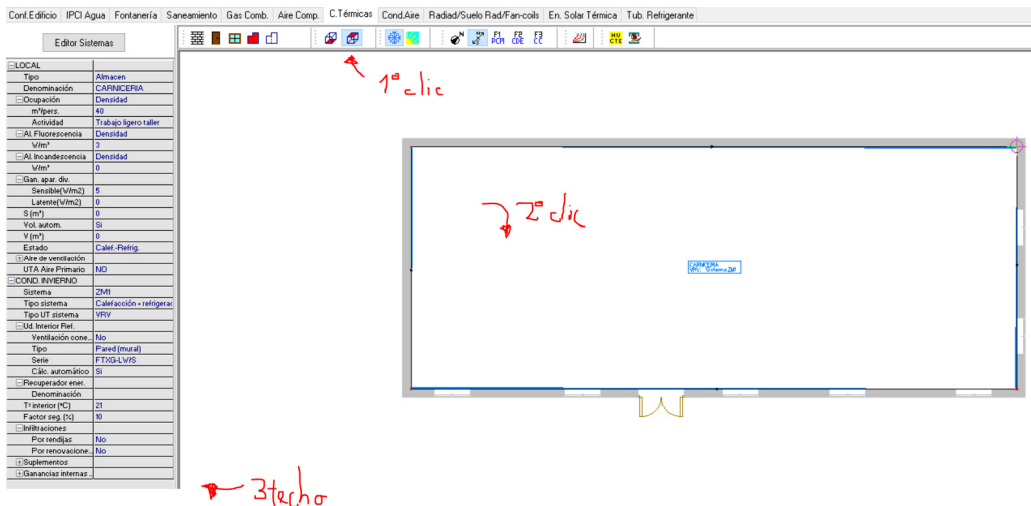 Conf.Edificio IPCI Agua Fontanería Saneamiento Gas Comb. Aire Comp. C.Térmicas Cond.Aire Radiad/Suelo Rad/Fan-coils En. Solar Térmica Tub. Refrigerante
Editor Sistemas
F1 PCM F2 CDE F3 CC HU CTE
1º clic
LOCAL
Tipo Almacen
Denominación CARNICERIA
Ocupación Densidad
m²/pers. 40
Actividad Trabajo ligero taller
Al. Fluorescencia Densidad
W/m² 3
Al. Incandescencia Densidad
W/m² 0
Gan. apar. div.
Sensible(W/m2) 5
Latente(W/m2) 0
S (m²) 0
Vol. autom. Si
V (m³) 0
Estado Calef.-Refrig.
Aire de ventilación
UTA Aire Primario NO
COND. INVIERNO
Sistema ZM1
Tipo sistema Calefacción + refrigerac
Tipo UT sistema VRV
Ud. Interior Ref.
Ventilación cone.. No
Tipo Pared (mural)
Serie FTXG-LW/S
Cálc. automático Si
Recuperador ener.
Denominación
Tª interior (ºC) 21
Factor seg. (%) 10
Infiltraciones
Por rendijas No
Por renovacione.. No
Suplementos
Ganancias internas ..
2º clic
CARNICERIA
VRV. Sistema:ZM1
3 techo